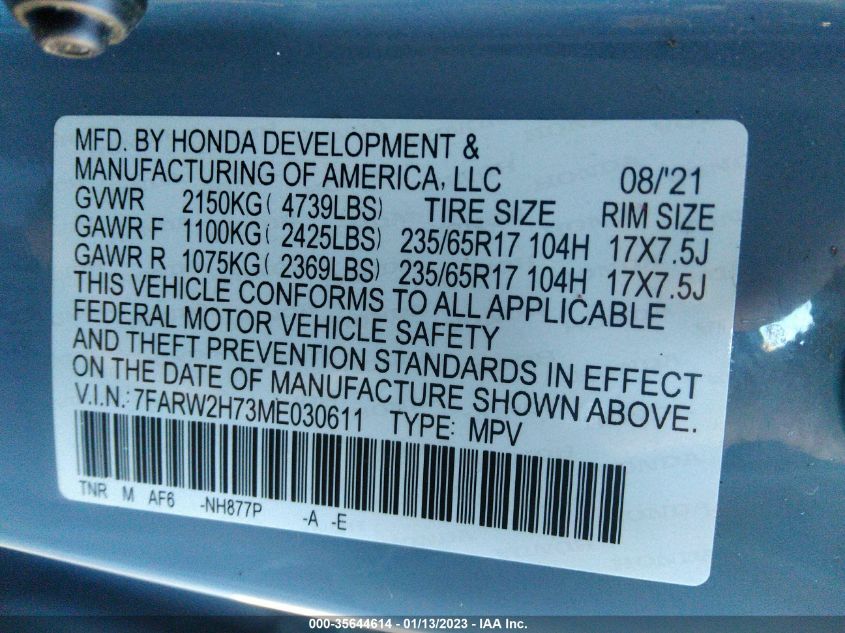 MFD. BY HONDA DEVELOPMENT &
MANUFACTURING OF AMERICA, LLC 08/'21
GVWR 2150KG( 4739LBS) TIRE SIZE RIM SIZE
GAWR F 1100KG( 2425LBS) 235/65R17 104H 17X7.5J
GAWR R 1075KG( 2369LBS) 235/65R17 104H 17X7.5J
THIS VEHICLE CONFORMS TO ALL APPLICABLE
FEDERAL MOTOR VEHICLE SAFETY
AND THEFT PREVENTION STANDARDS IN EFFECT
ON THE DATE OF MANUFACTURE SHOWN ABOVE.
V.I.N.: 7FARW2H73ME030611 TYPE: MPV
TNR M AF6 -NH877P -A -E
000-35644614 - 01/13/2023 - IAA Inc.